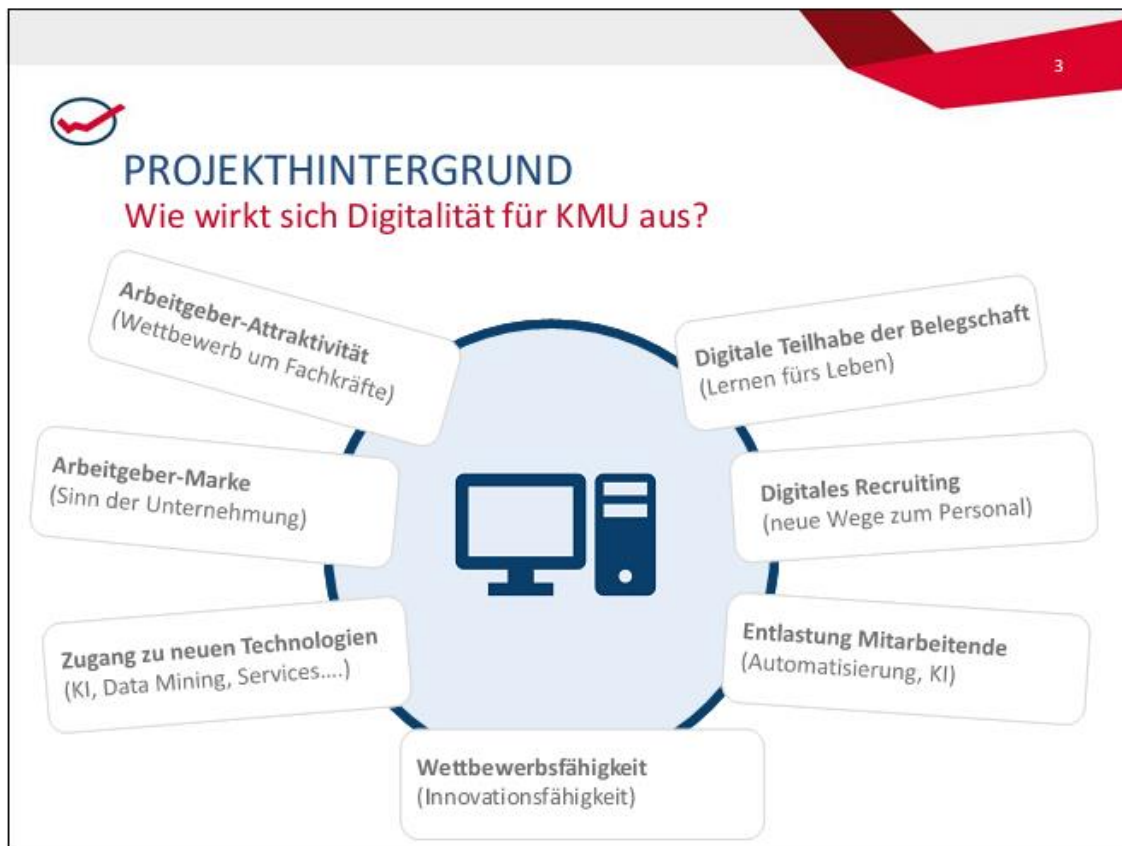 3
PROJEKTHINTERGRUND
Wie wirkt sich Digitalität für KMU aus?
Arbeitgeber-Attraktivität
(Wettbewerb um Fachkräfte)
Digitale Teilhabe der Belegschaft
(Lernen fürs Leben)
Arbeitgeber-Marke
(Sinn der Unternehmung)
Digitales Recruiting
(neue Wege zum Personal)
Zugang zu neuen Technologien
(KI, Data Mining, Services....)
Entlastung Mitarbeitende
(Automatisierung, KI)
Wettbewerbsfähigkeit
(Innovationsfähigkeit)